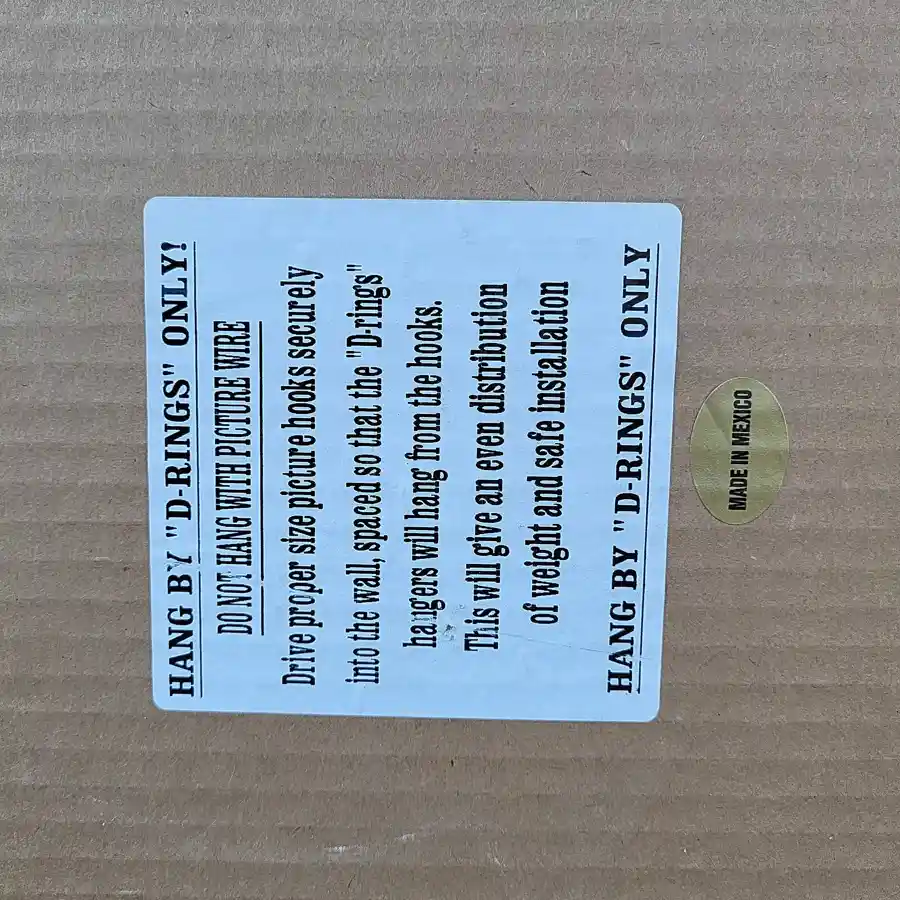 HANG BY "D-RINGS" ONLY!
DO NOT HANG WITH PICTURE WIRE
Drive proper size picture hooks securely
into the wall, spaced so that the "D-rings"
hangers will hang from the hooks.
This will give an even distribution
of weight and safe installation
HANG BY "D-RINGS" ONLY
MADE IN MEXICO